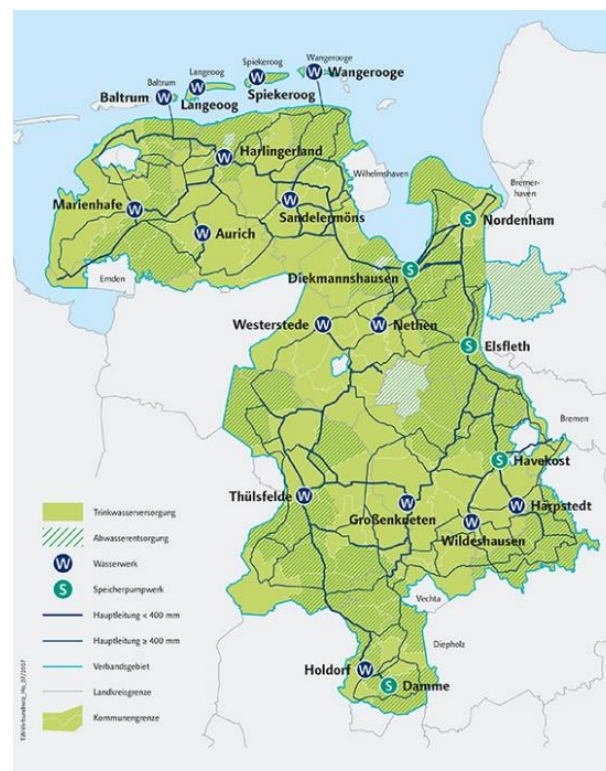 Spiekeroog
Wangerooge
Langeoog
Baltrum
Wangerooge
Baltrum
Langeoog
Spiekeroog
Harlingerland
Wilhelmshaven
Bremer-
haven
Marienhafe
Sandelermöns
Nordenham
Aurich
Emden
Diekmannshausen
Westerstede
Nethen
Elsfleth
Bremen
Havekost
Thülsfelde
Großenkneten
Harpstedt
Wildeshausen
Vechta
Diepholz
Holdorf
Damme
Trinkwasserversorgung
Abwasserentsorgung
W Wasserwerk
S Speicherpumpwerk
Hauptleitung < 400 mm
Hauptleitung ≥ 400 mm
Verbandsgebiet
Landkreisgrenze
Kommunengrenze